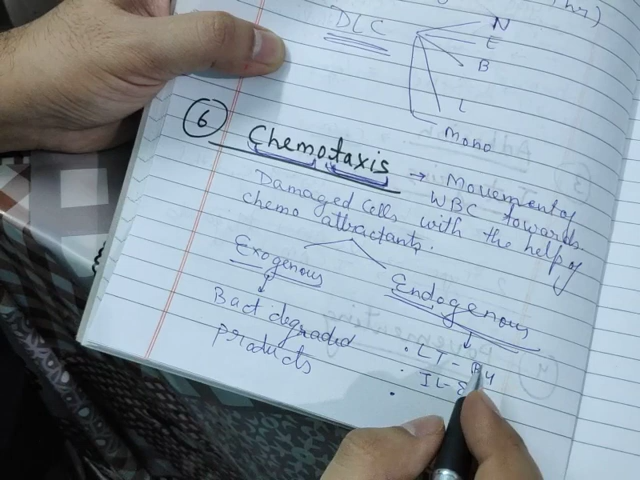 hr)
DLC
N
E
B
L
Mono
6 Chemotaxis → Movement of
WBC towards
Damaged Cells with the help of
chemo attractants.
Exogenous
Endogenous
Bact degraded
Products
• LT-B4
• IL-8
•